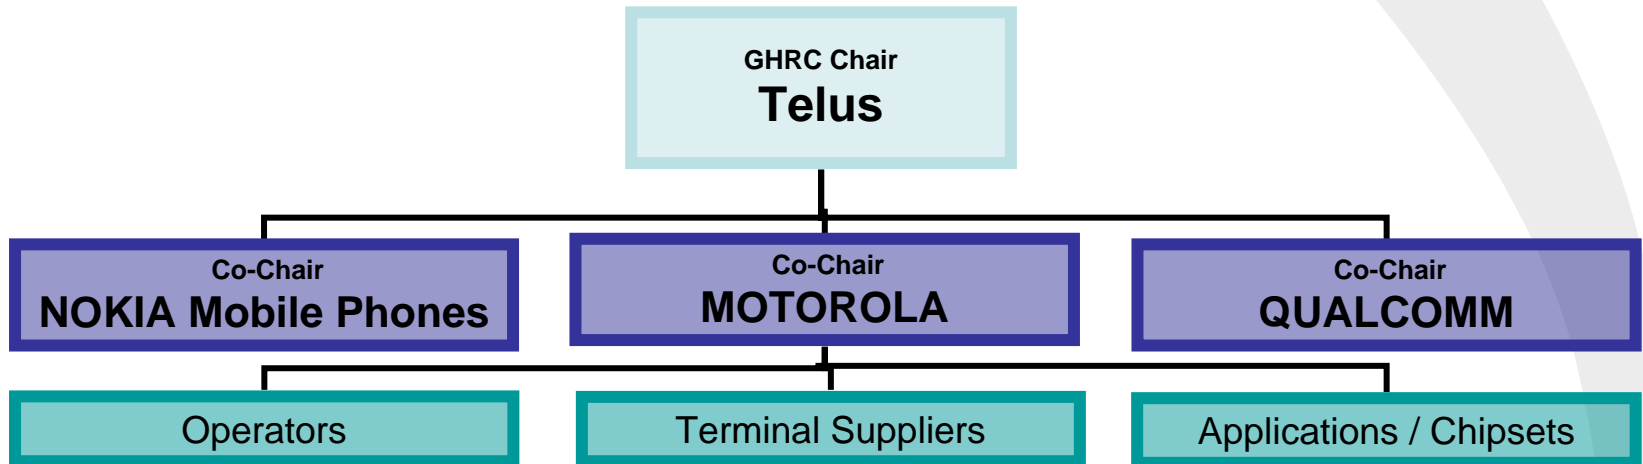 GHRC Chair
Telus
Co-Chair
NOKIA Mobile Phones
Co-Chair
MOTOROLA
Co-Chair
QUALCOMM
Operators
Terminal Suppliers
Applications / Chipsets